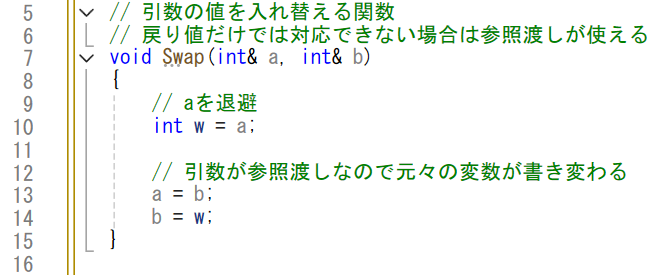 5 // 引数の値を入れ替える関数
6 // 戻り値だけでは対応できない場合は参照渡しが使える
7 void Swap(int& a, int& b)
8 {
9 // aを退避
10 int w = a;
11
12 // 引数が参照渡しなので元々の変数が書き変わる
13 a = b;
14 b = w;
15 }
16